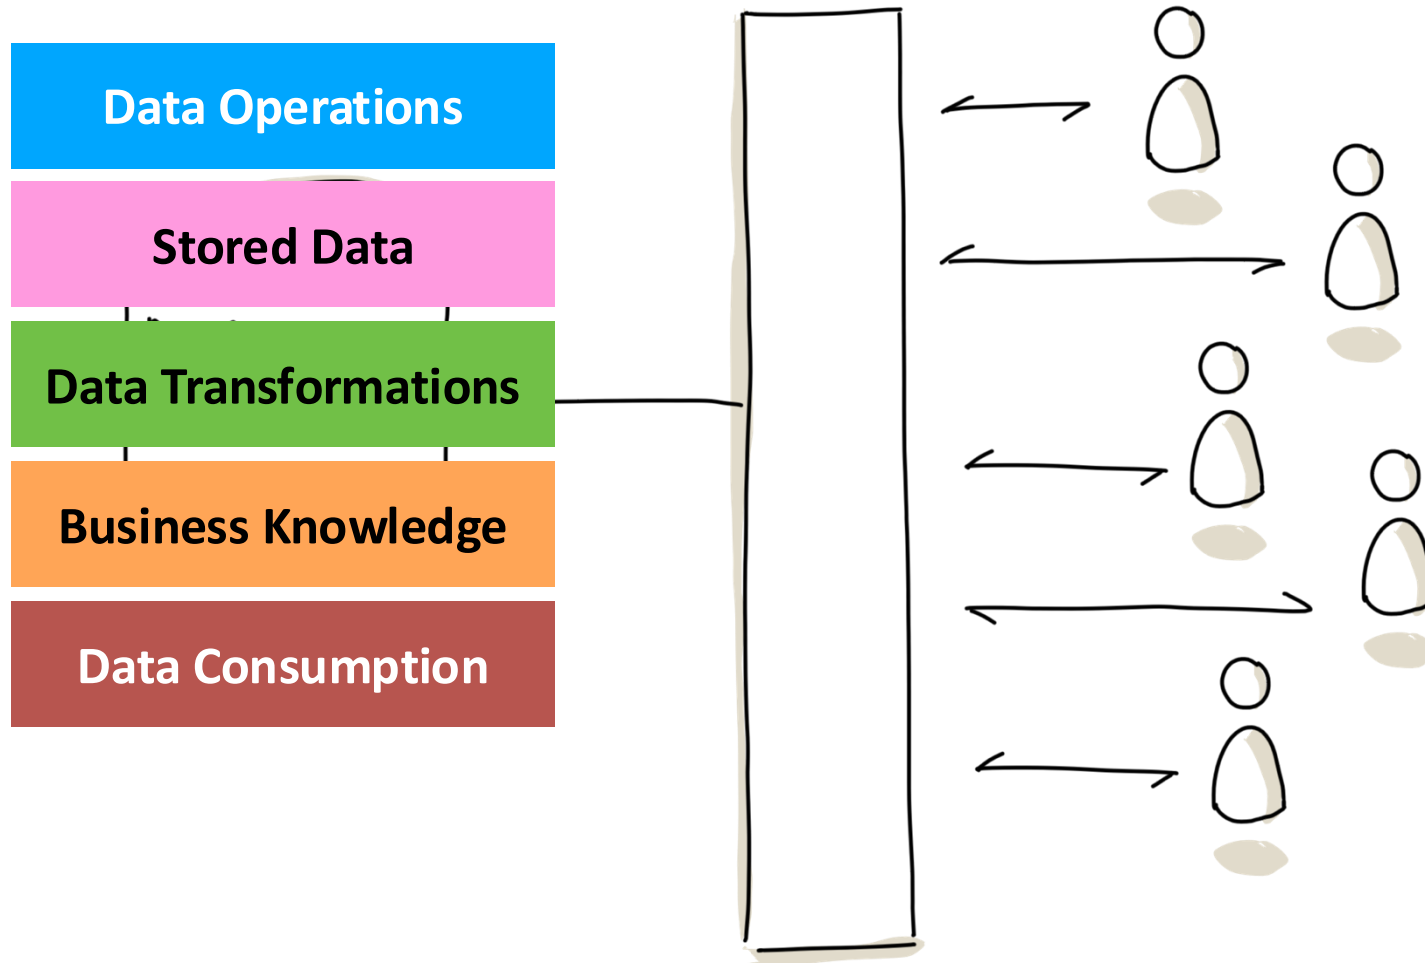 Data Operations
Stored Data
Data Transformations
Business Knowledge
Data Consumption